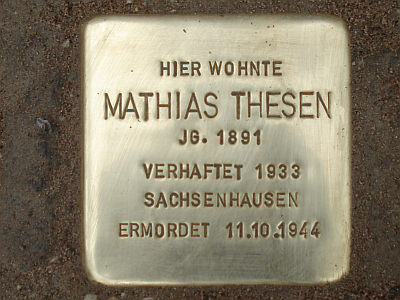 HIER WOHNTE
MATHIAS THESEN
JG. 1891
VERHAFTET 1933
SACHSENHAUSEN
ERMORDET 11.10.1944